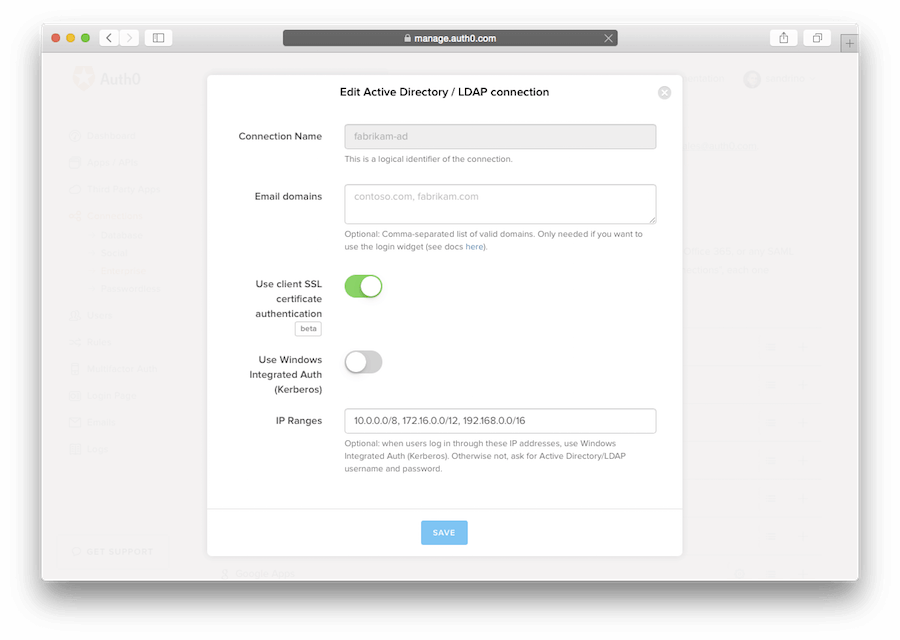 manage.auth0.com
Auth0
Edit Active Directory / LDAP connection
Connection Name
fabrikam-ad
This is a logical identifier of the connection.
Email domains
contoso.com, fabrikam.com
Optional: Comma-separated list of valid domains. Only needed if you want to
use the login widget (see docs here).
Use client SSL
certificate
authentication
beta
Use Windows
Integrated Auth
(Kerberos)
IP Ranges
10.0.0.0/8, 172.16.0.0/12, 192.168.0.0/16
Optional: when users log in through these IP addresses, use Windows
Integrated Auth (Kerberos). Otherwise not, ask for Active Directory/LDAP
username and password.
SAVE
GET SUPPORT
Google Apps